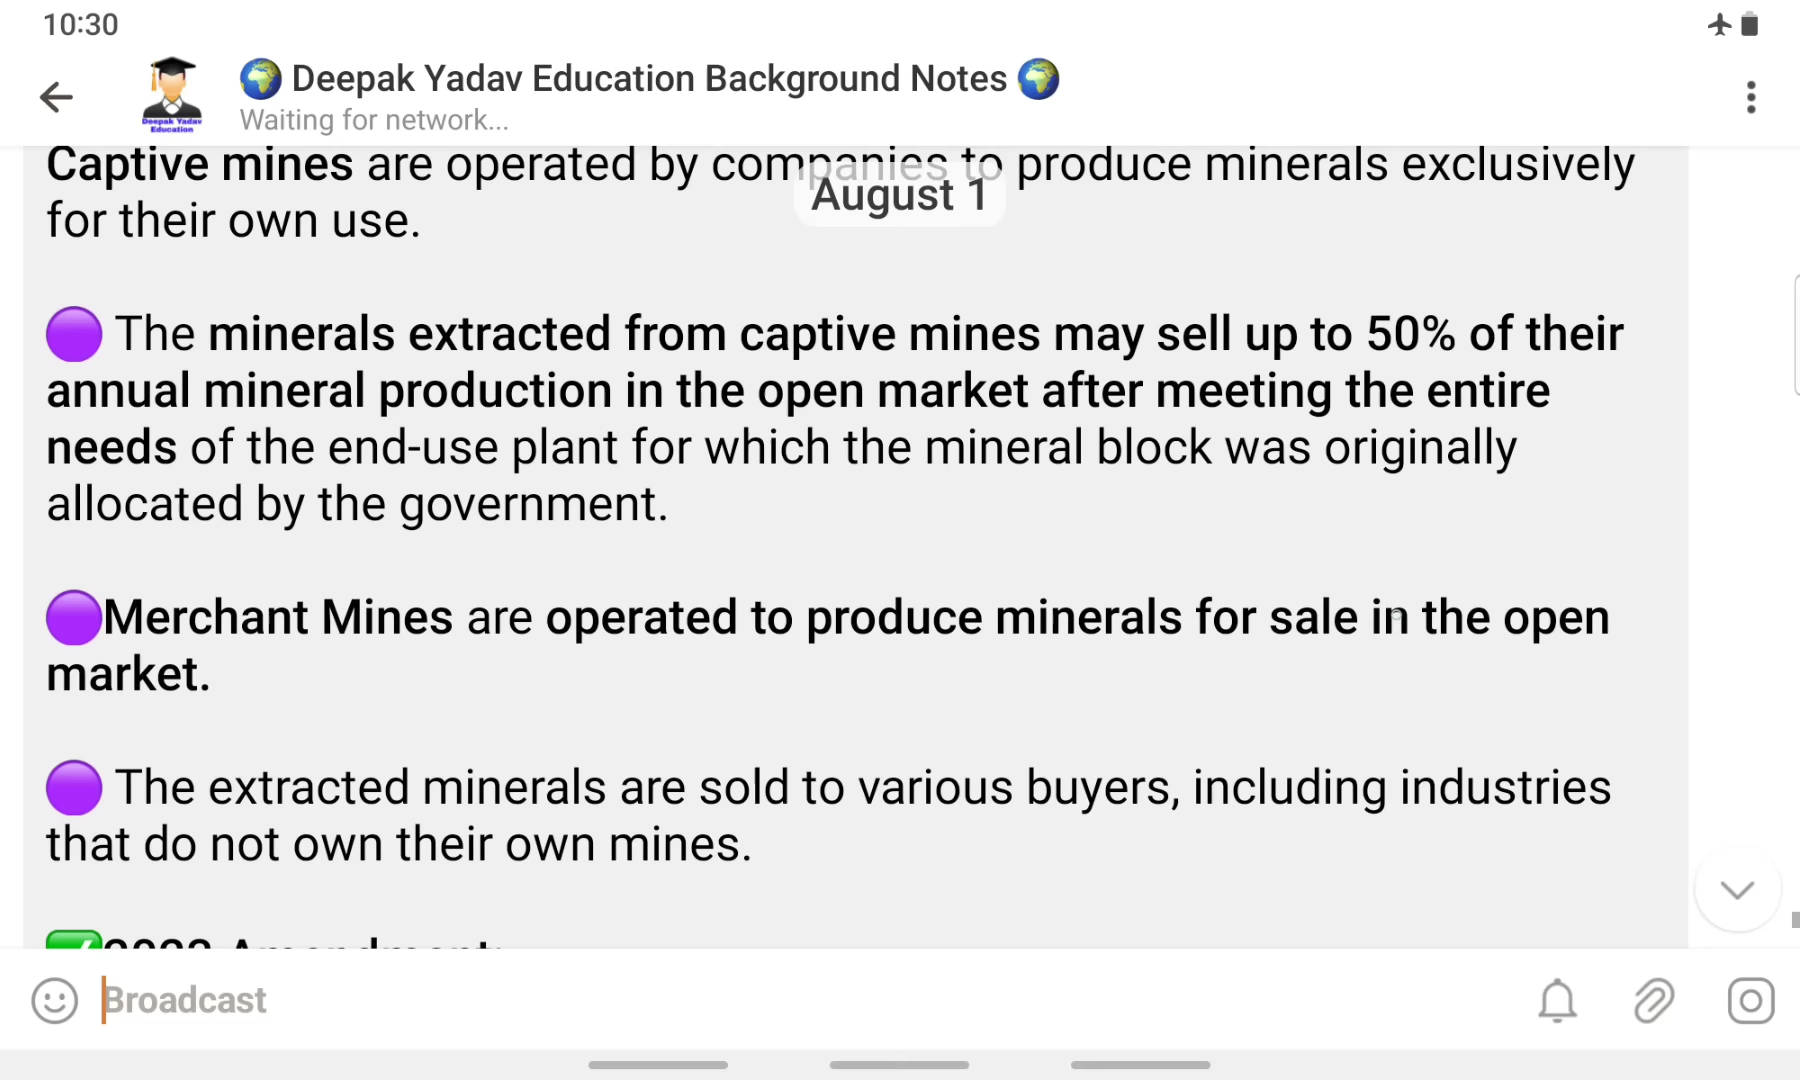 10:30
Deepak Yadav Education Background Notes
Waiting for network...
Deepak Yadav
Education
Captive mines are operated by companies to produce minerals exclusively
August 1
for their own use.
The minerals extracted from captive mines may sell up to 50% of their
annual mineral production in the open market after meeting the entire
needs of the end-use plant for which the mineral block was originally
allocated by the government.
Merchant Mines are operated to produce minerals for sale in the open
market.
The extracted minerals are sold to various buyers, including industries
that do not own their own mines.
Amendment:
Broadcast